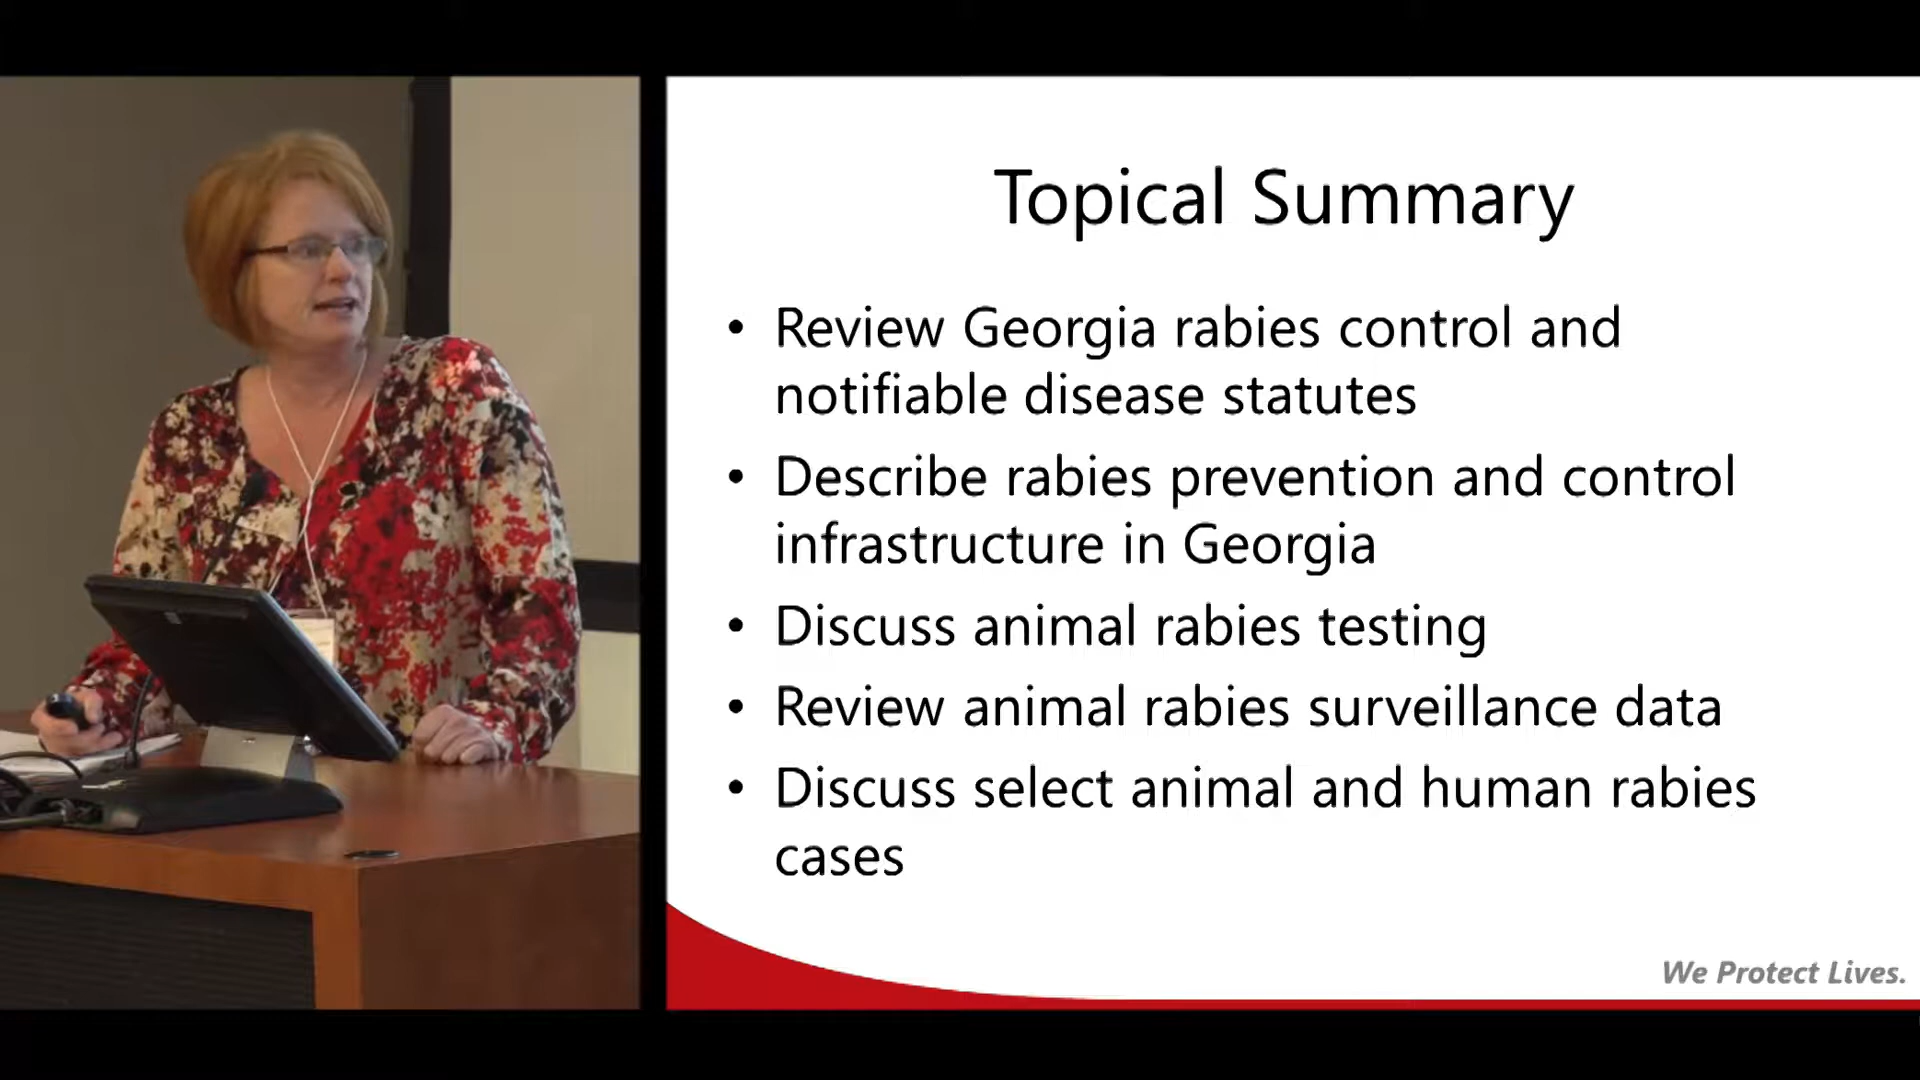 Topical Summary
• Review Georgia rabies control and
notifiable disease statutes
• Describe rabies prevention and control
infrastructure in Georgia
• Discuss animal rabies testing
• Review animal rabies surveillance data
• Discuss select animal and human rabies
cases
We Protect Lives.